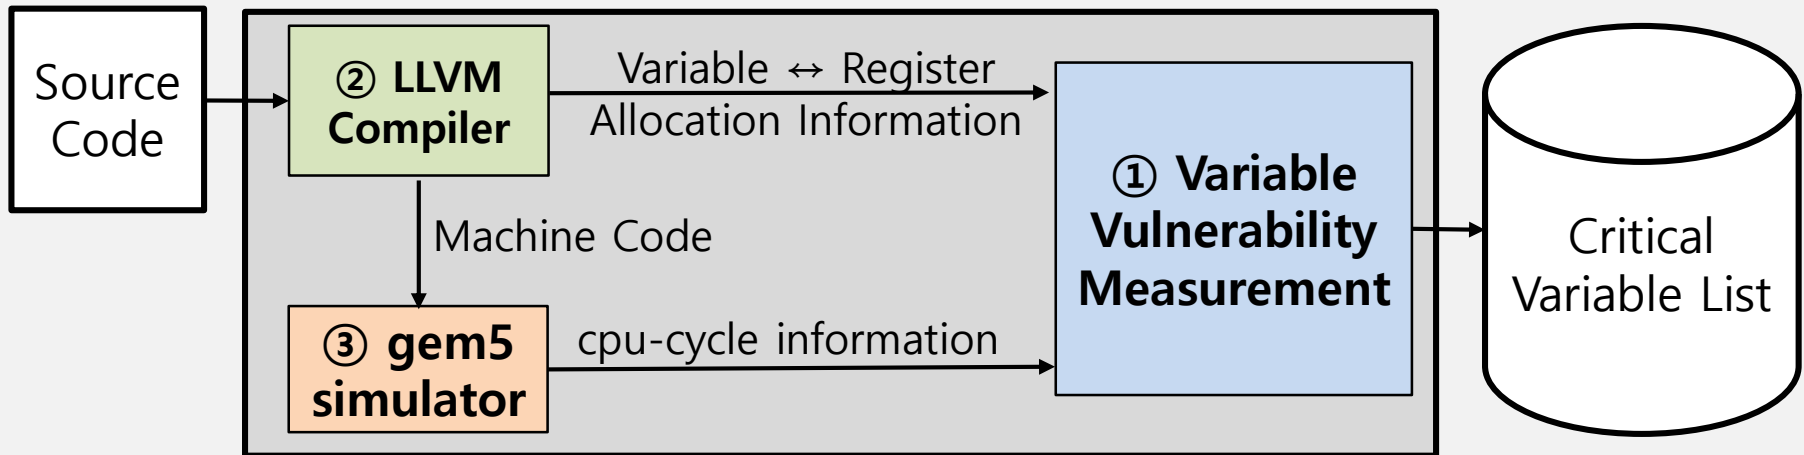 Source
Code
② LLVM
Compiler
Variable ↔ Register
Allocation Information
Machine Code
③ gem5
simulator
cpu-cycle information
① Variable
Vulnerability
Measurement
Critical
Variable List